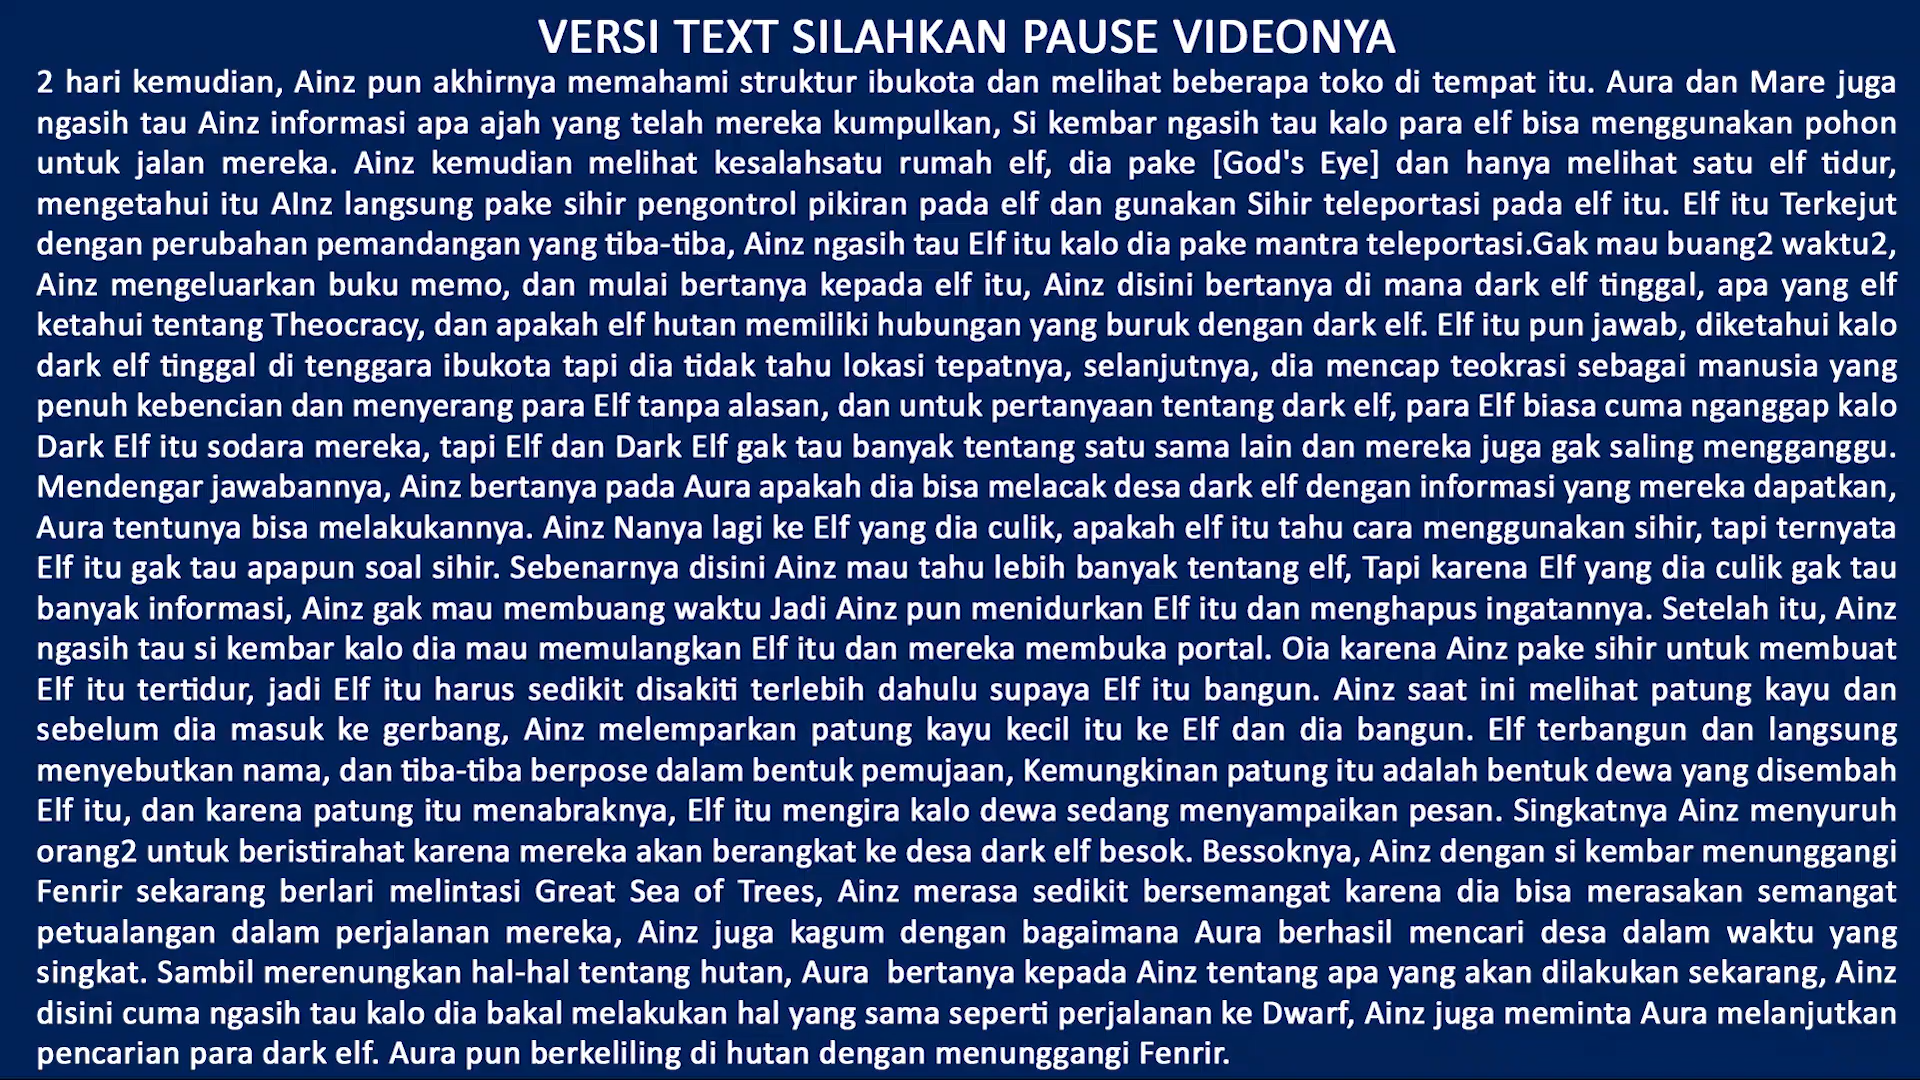 VERSI TEXT SILAHKAN PAUSE VIDEONYA
2 hari kemudian, Ainz pun akhirnya memahami struktur ibukota dan melihat beberapa toko di tempat itu. Aura dan Mare juga
ngasih tau Ainz informasi apa ajah yang telah mereka kumpulkan, Si kembar ngasih tau kalo para elf bisa menggunakan pohon
untuk jalan mereka. Ainz kemudian melihat kesalahsatu rumah elf, dia pake [God's Eye] dan hanya melihat satu elf tidur,
mengetahui itu AInz langsung pake sihir pengontrol pikiran pada elf dan gunakan Sihir teleportasi pada elf itu. Elf itu Terkejut
dengan perubahan pemandangan yang tiba-tiba, Ainz ngasih tau Elf itu kalo dia pake mantra teleportasi.Gak mau buang2 waktu2,
Ainz mengeluarkan buku memo, dan mulai bertanya kepada elf itu, Ainz disini bertanya di mana dark elf tinggal, apa yang elf
ketahui tentang Theocracy, dan apakah elf hutan memiliki hubungan yang buruk dengan dark elf. Elf itu pun jawab, diketahui kalo
dark elf tinggal di tenggara ibukota tapi dia tidak tahu lokasi tepatnya, selanjutnya, dia mencap teokrasi sebagai manusia yang
penuh kebencian dan menyerang para Elf tanpa alasan, dan untuk pertanyaan tentang dark elf, para Elf biasa cuma nganggap kalo
Dark Elf itu sodara mereka, tapi Elf dan Dark Elf gak tau banyak tentang satu sama lain dan mereka juga gak saling mengganggu.
Mendengar jawabannya, Ainz bertanya pada Aura apakah dia bisa melacak desa dark elf dengan informasi yang mereka dapatkan,
Aura tentunya bisa melakukannya. Ainz Nanya lagi ke Elf yang dia culik, apakah elf itu tahu cara menggunakan sihir, tapi ternyata
Elf itu gak tau apapun soal sihir. Sebenarnya disini Ainz mau tahu lebih banyak tentang elf, Tapi karena Elf yang dia culik gak tau
banyak informasi, Ainz gak mau membuang waktu Jadi Ainz pun menidurkan Elf itu dan menghapus ingatannya. Setelah itu, Ainz
ngasih tau si kembar kalo dia mau memulangkan Elf itu dan mereka membuka portal. Oia karena Ainz pake sihir untuk membuat
Elf itu tertidur, jadi Elf itu harus sedikit disakiti terlebih dahulu supaya Elf itu bangun. Ainz saat ini melihat patung kayu dan
sebelum dia masuk ke gerbang, Ainz melemparkan patung kayu kecil itu ke Elf dan dia bangun. Elf terbangun dan langsung
menyebutkan nama, dan tiba-tiba berpose dalam bentuk pemujaan, Kemungkinan patung itu adalah bentuk dewa yang disembah
Elf itu, dan karena patung itu menabraknya, Elf itu mengira kalo dewa sedang menyampaikan pesan. Singkatnya Ainz menyuruh
orang2 untuk beristirahat karena mereka akan berangkat ke desa dark elf besok. Bessoknya, Ainz dengan si kembar menunggangi
Fenrir sekarang berlari melintasi Great Sea of Trees, Ainz merasa sedikit bersemangat karena dia bisa merasakan semangat
petualangan dalam perjalanan mereka, Ainz juga kagum dengan bagaimana Aura berhasil mencari desa dalam waktu yang
singkat. Sambil merenungkan hal-hal tentang hutan, Aura  bertanya kepada Ainz tentang apa yang akan dilakukan sekarang, Ainz
disini cuma ngasih tau kalo dia bakal melakukan hal yang sama seperti perjalanan ke Dwarf, Ainz juga meminta Aura melanjutkan
pencarian para dark elf. Aura pun berkeliling di hutan dengan menunggangi Fenrir.